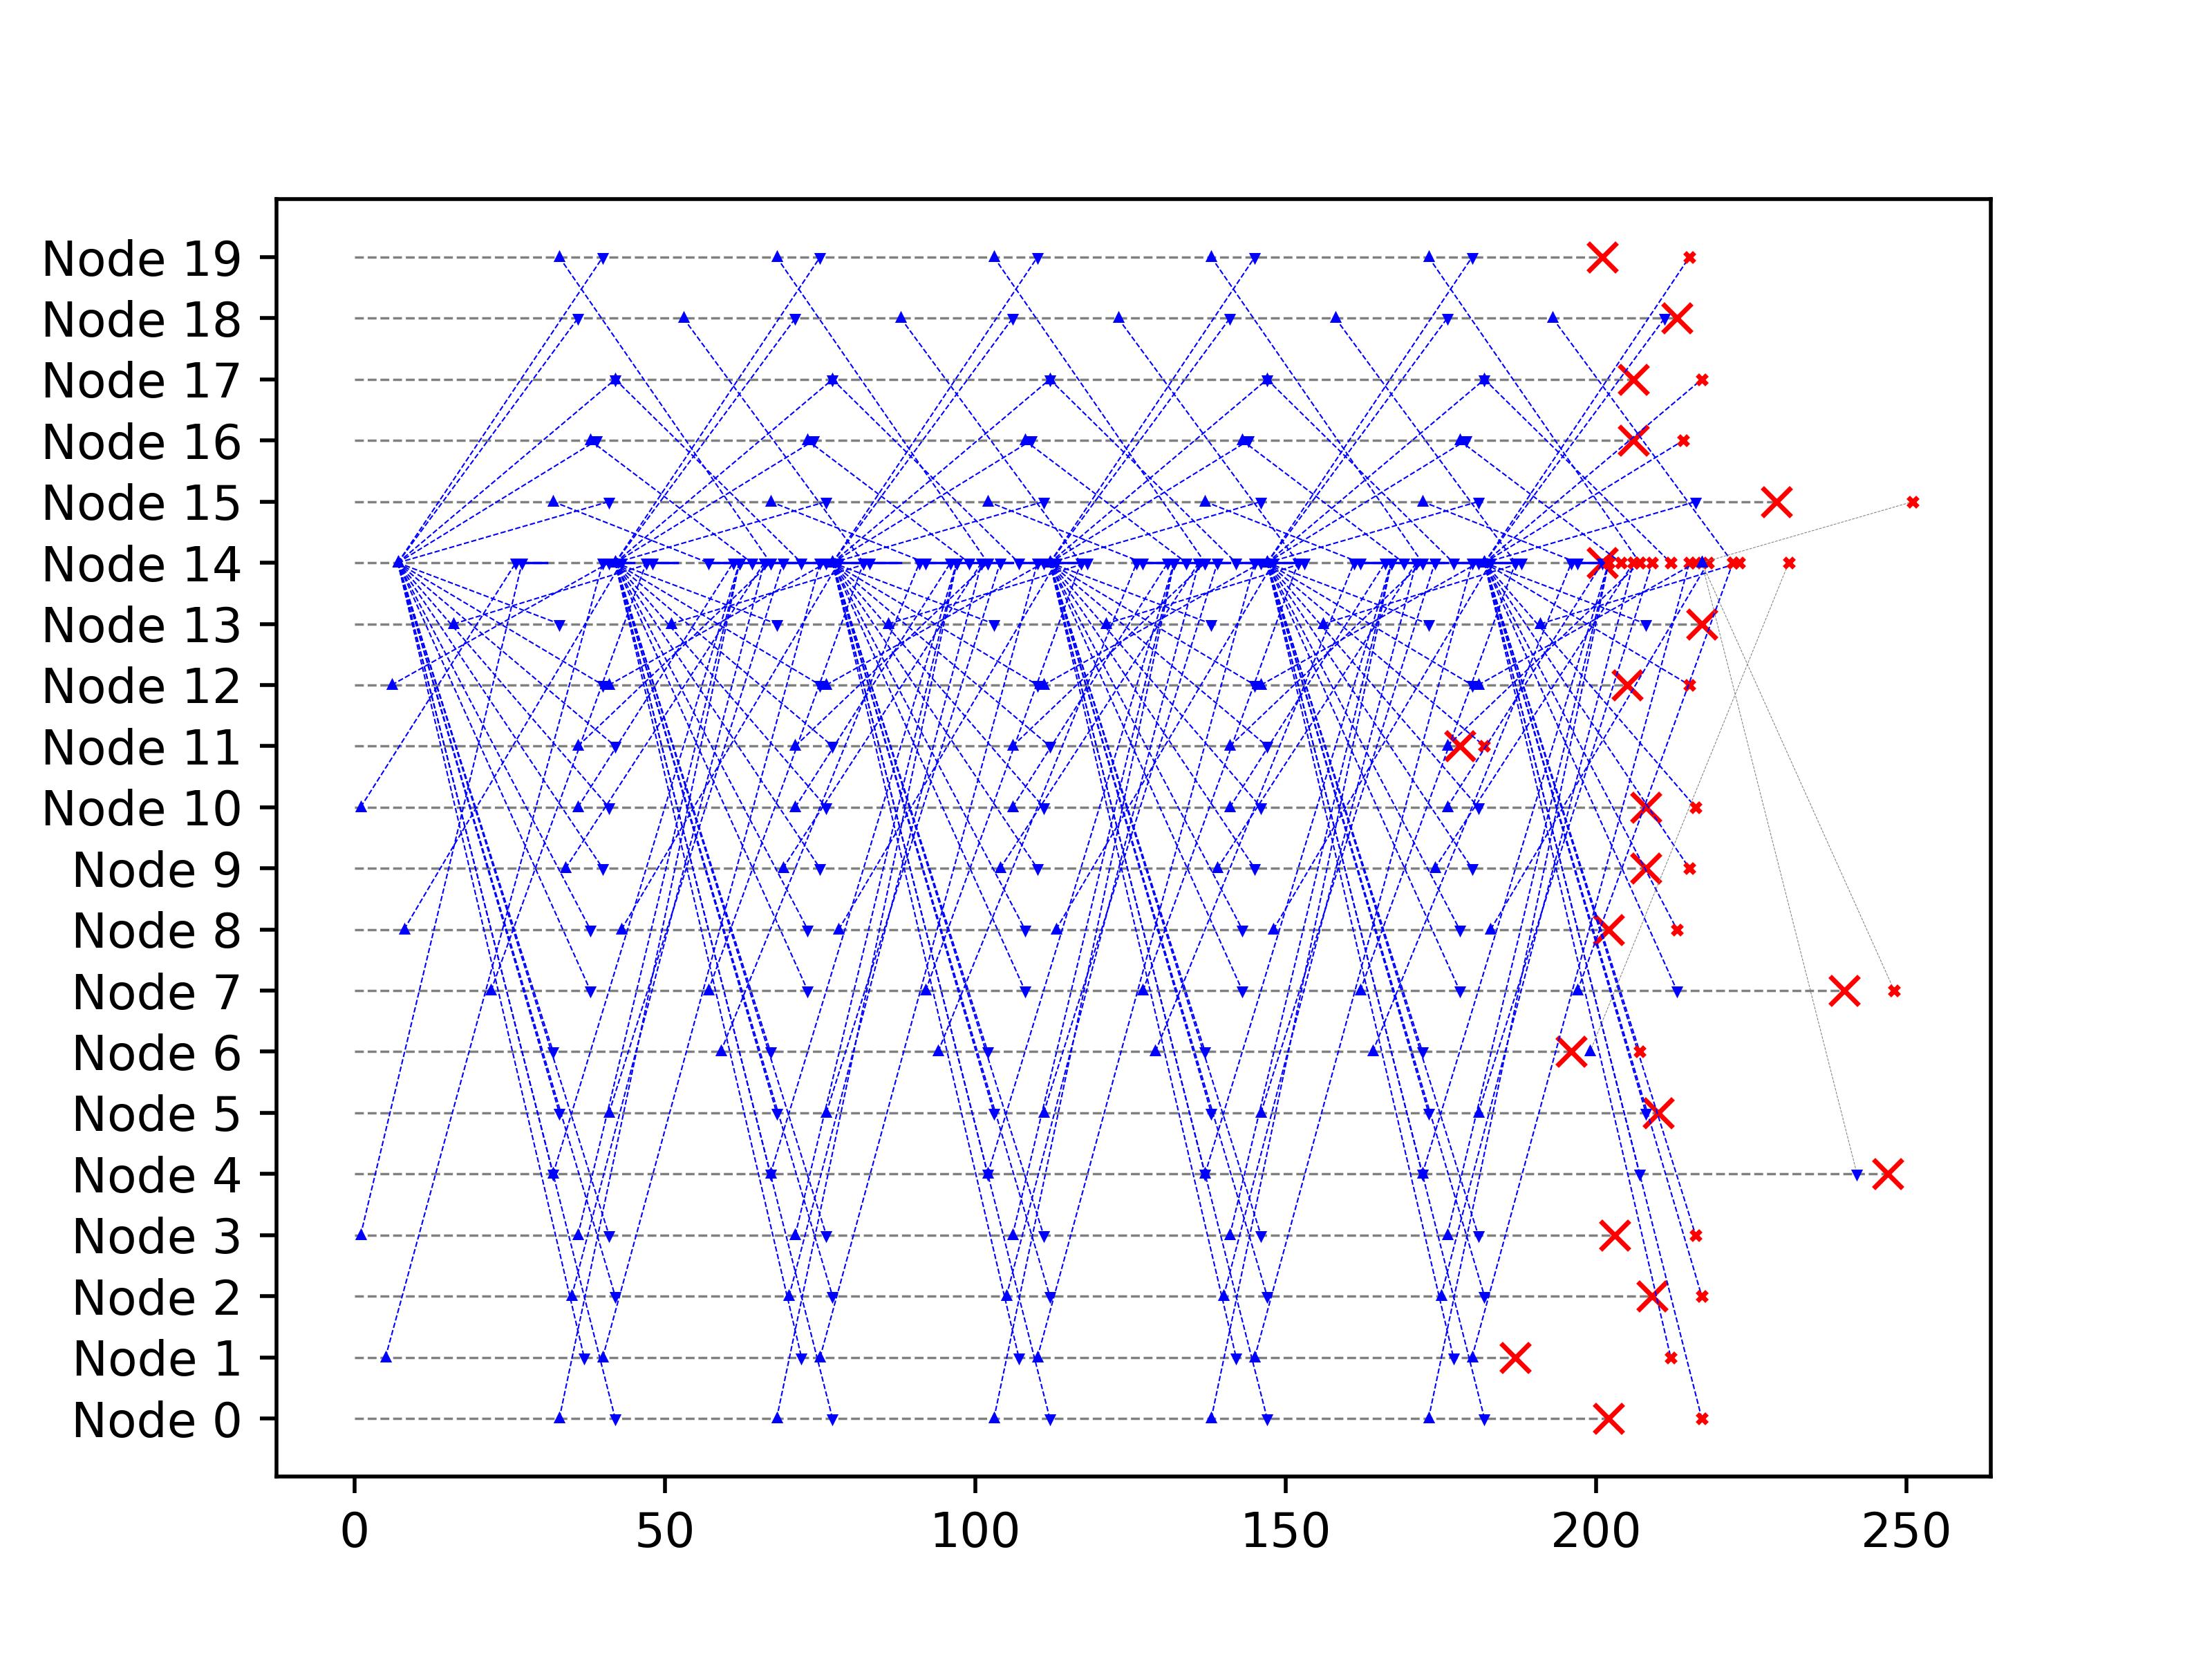 Node 19
Node 18
Node 17
Node 16
Node 15
Node 14
Node 13
Node 12
Node 11
Node 10
Node 9
Node 8
Node 7
Node 6
Node 5
Node 4
Node 3
Node 2
Node 1
Node 0
0 50 100 150 200 250